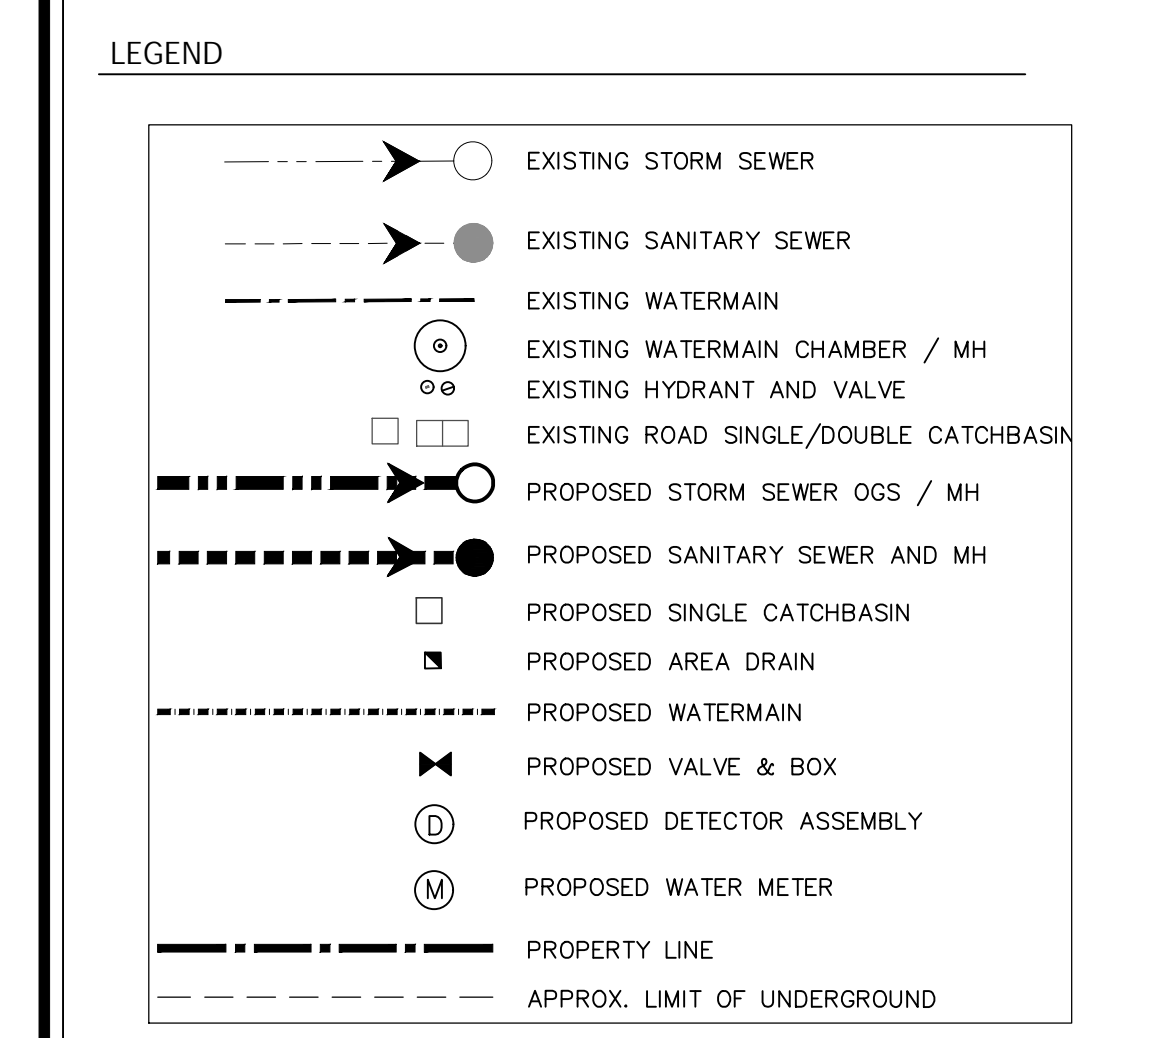 LEGEND
EXISTING STORM SEWER
EXISTING SANITARY SEWER
EXISTING WATERMAIN
EXISTING WATERMAIN CHAMBER / MH
EXISTING HYDRANT AND VALVE
EXISTING ROAD SINGLE/DOUBLE CATCHBASIN
PROPOSED STORM SEWER OGS / MH
PROPOSED SANITARY SEWER AND MH
PROPOSED SINGLE CATCHBASIN
PROPOSED AREA DRAIN
PROPOSED WATERMAIN
PROPOSED VALVE & BOX
D PROPOSED DETECTOR ASSEMBLY
M PROPOSED WATER METER
PROPERTY LINE
APPROX. LIMIT OF UNDERGROUND